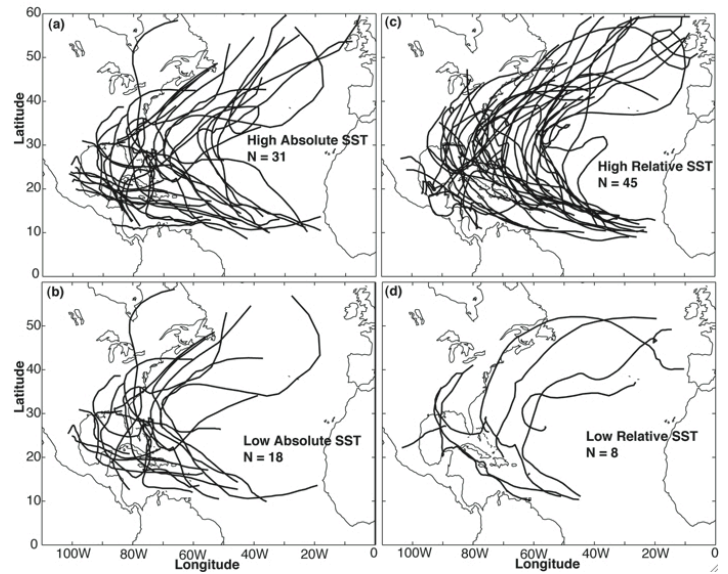 (a)
(c)
60
50
40
30
20
10
0
Latitude
High Absolute SST
N = 31
High Relative SST
N = 45
(b)
(d)
50
40
30
20
10
0
Latitude
Low Absolute SST
N = 18
Low Relative SST
N = 8
100W 80W 60W 40W 20W 0
100W 80W 60W 40W 20W 0
Longitude
Longitude